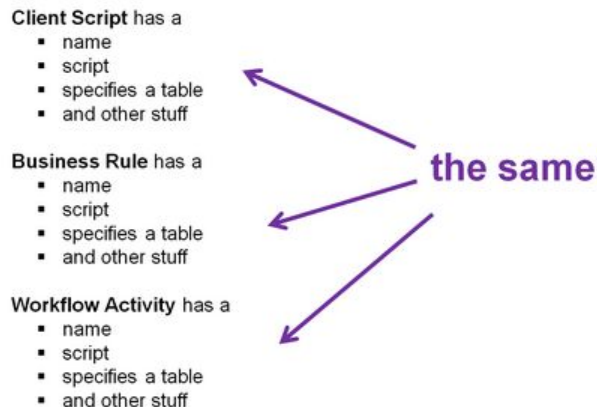 Client Script has a
▪ name
▪ script
▪ specifies a table
▪ and other stuff
Business Rule has a
▪ name
▪ script
▪ specifies a table
▪ and other stuff
Workflow Activity has a
▪ name
▪ script
▪ specifies a table
▪ and other stuff
the same